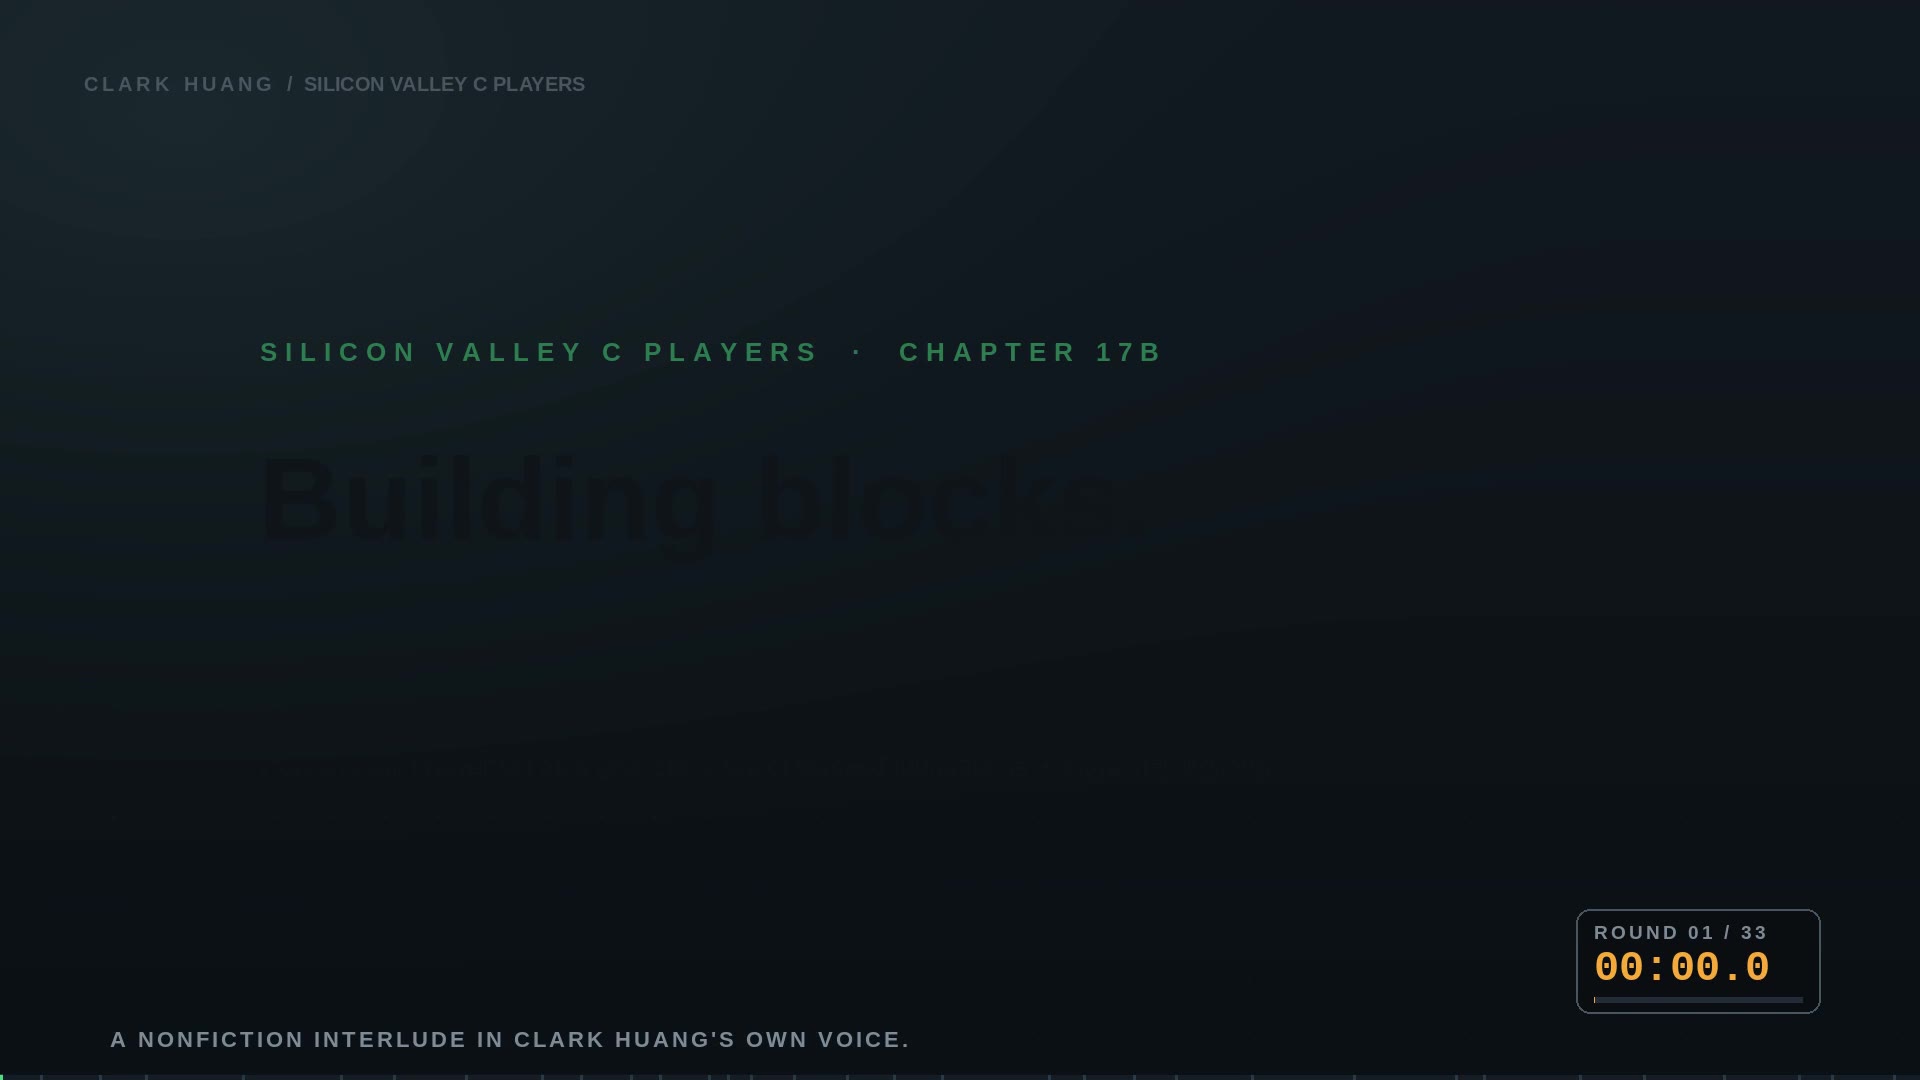 CLARK HUANG / SILICON VALLEY C PLAYERS
SILICON VALLEY C PLAYERS · CHAPTER 17B
Building blocks.
ROUND 01 / 33
00:00.0
A NONFICTION INTERLUDE IN CLARK HUANG'S OWN VOICE.